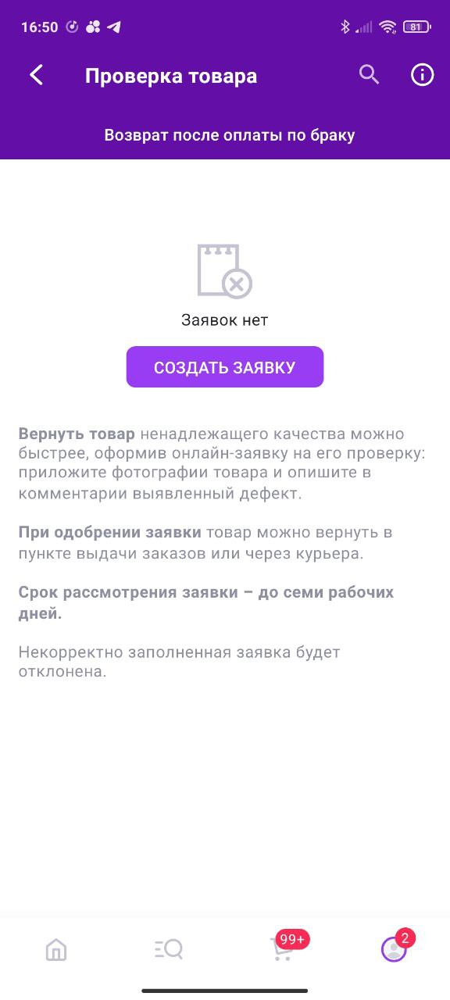 16:50
81
Проверка товара
Возврат после оплаты по браку
Заявок нет
СОЗДАТЬ ЗАЯВКУ
Вернуть товар ненадлежащего качества можно
быстрее, оформив онлайн-заявку на его проверку:
приложите фотографии товара и опишите в
комментарии выявленный дефект.
При одобрении заявки товар можно вернуть в
пункте выдачи заказов или через курьера.
Срок рассмотрения заявки – до семи рабочих
дней.
Некорректно заполненная заявка будет
отклонена.
99+
2